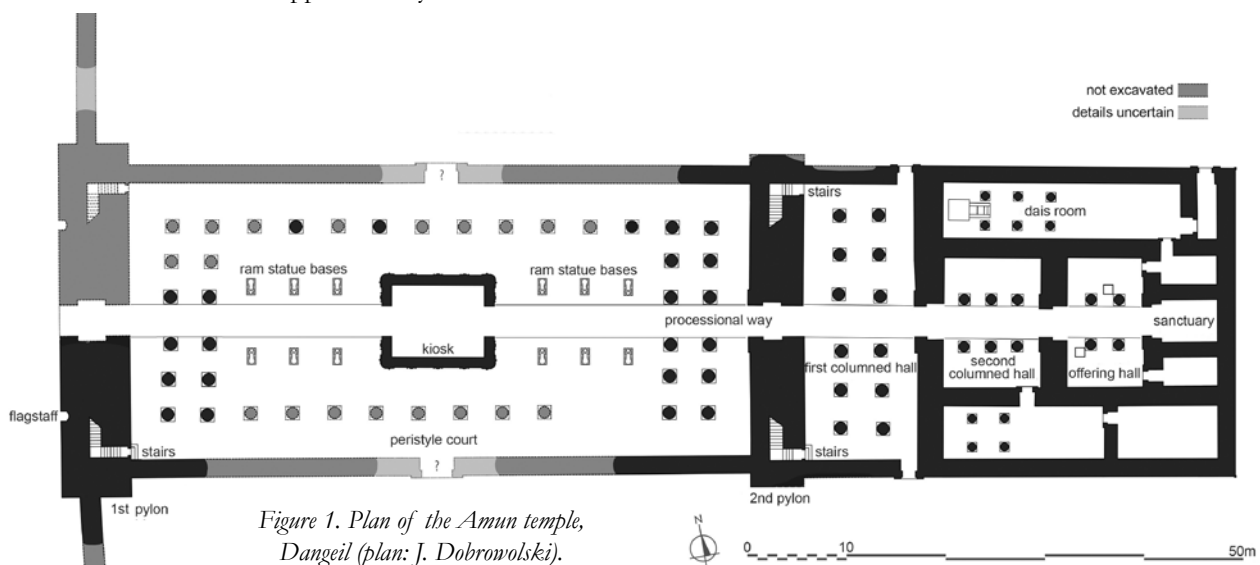 not excavated
details uncertain
?
stairs
dais room
ram statue bases
ram statue bases
processional way
sanctuary
kiosk
first columned hall
second
columned hall
offering hall
flagstaff
peristyle court
stairs
stairs
?
1st pylon
2nd pylon
Figure 1. Plan of the Amun temple,
Dangeil (plan: J. Dobrowolski).
N
0 10 50m